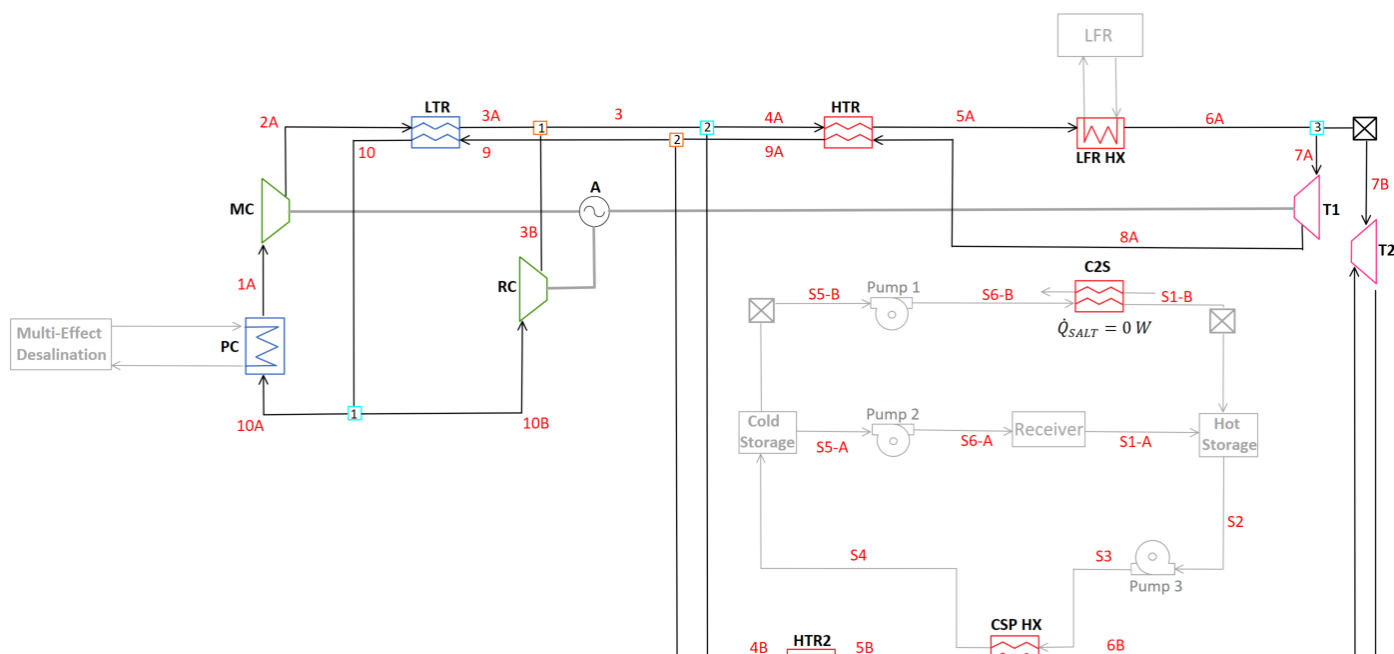 LFR
LTR
HTR
2A
3A
3
4A
5A
6A
1
2
3
10
9
2
9A
LFR HX
7A
7B
A
MC
T1
3B
8A
T2
C2S
1A
RC
Pump 1
S5-B
S6-B
S1-B
Multi-Effect
Desalination
PC
Q̇SALT = 0 W
1
10A
10B
Cold
Storage
Pump 2
S5-A
S6-A
Receiver
S1-A
Hot
Storage
S2
S4
S3
Pump 3
CSP HX
4B
HTR2
5B
6B